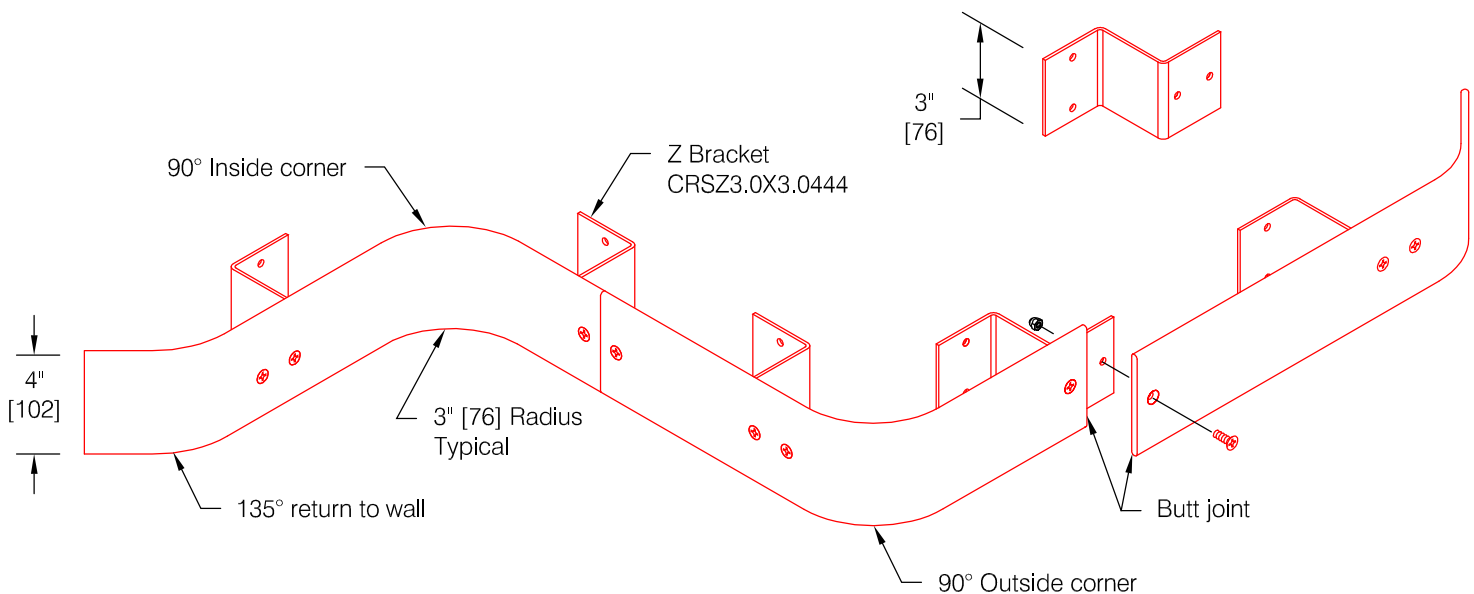 3"
[76]
Z Bracket
CRSZ3.0X3.0444
90° Inside corner
4"
[102]
3" [76] Radius
Typical
135° return to wall
Butt joint
90° Outside corner